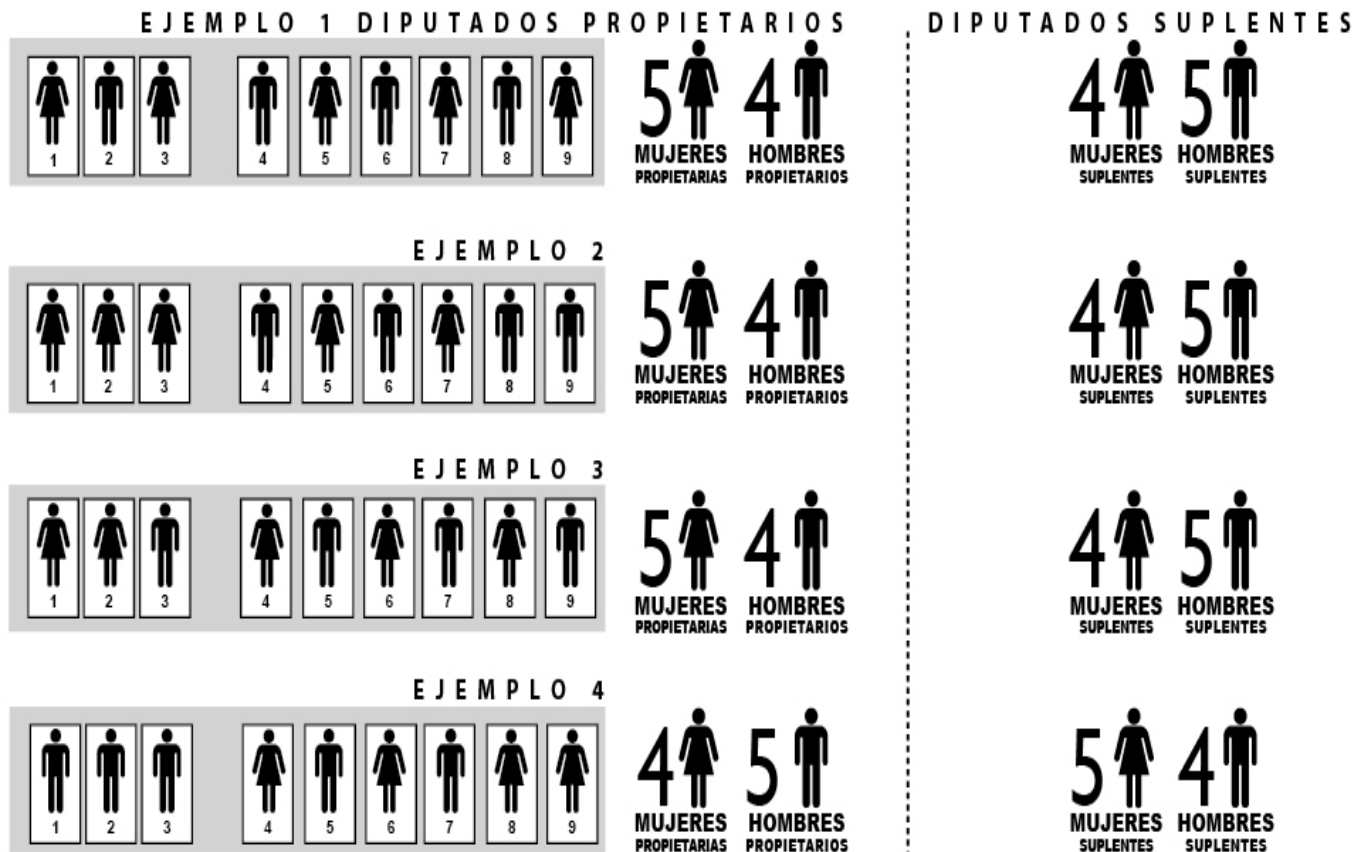 EJEMPLO 1 DIPUTADOS PROPIETARIOS
DIPUTADOS SUPLENTES
1 2 3 4 5 6 7 8 9
5 4
MUJERES HOMBRES
PROPIETARIAS PROPIETARIOS
4 5
MUJERES HOMBRES
SUPLENTES SUPLENTES
EJEMPLO 2
1 2 3 4 5 6 7 8 9
5 4
MUJERES HOMBRES
PROPIETARIAS PROPIETARIOS
4 5
MUJERES HOMBRES
SUPLENTES SUPLENTES
EJEMPLO 3
1 2 3 4 5 6 7 8 9
5 4
MUJERES HOMBRES
PROPIETARIAS PROPIETARIOS
4 5
MUJERES HOMBRES
SUPLENTES SUPLENTES
EJEMPLO 4
1 2 3 4 5 6 7 8 9
4 5
MUJERES HOMBRES
PROPIETARIAS PROPIETARIOS
5 4
MUJERES HOMBRES
SUPLENTES SUPLENTES